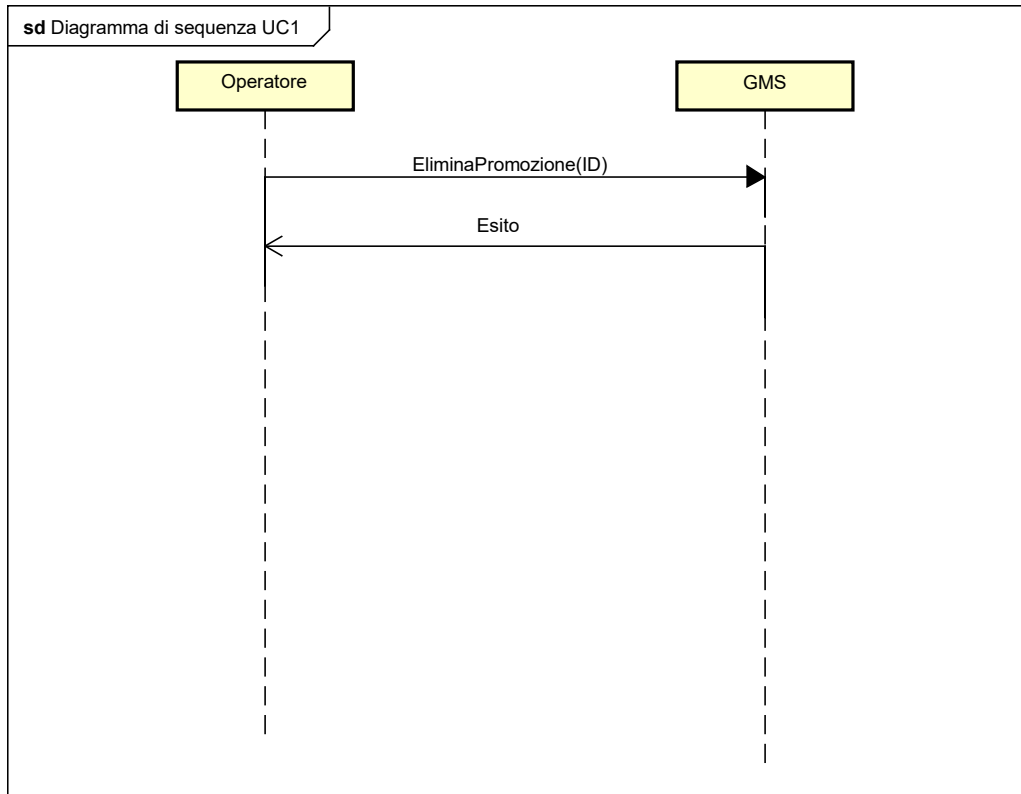 sd Diagramma di sequenza UC1
Operatore
GMS
EliminaPromozione(ID)
Esito